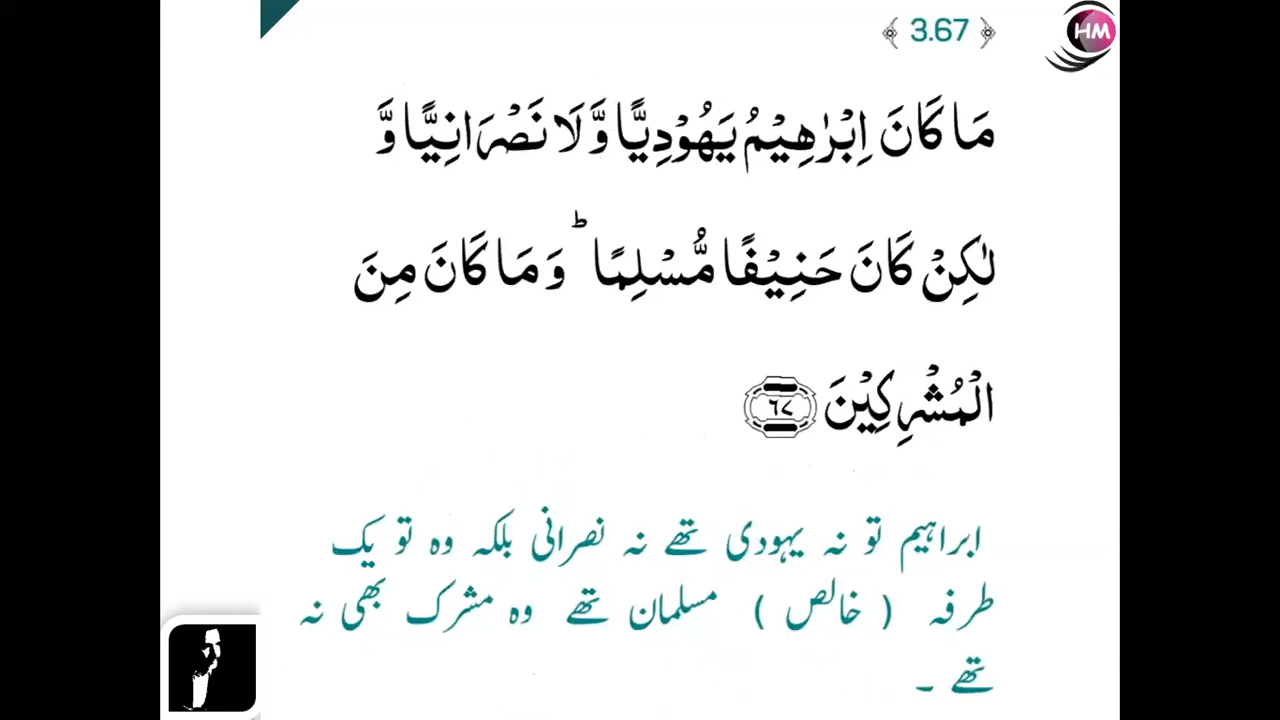 3.67
HM
مَا كَانَ اِبْرٰهِيْمُ يَهُوْدِيًّا وَّلَا نَصْرَانِيًّا وَّ
لٰكِنْ كَانَ حَنِيْفًا مُّسْلِمًا ؕ وَمَا كَانَ مِنَ
الْمُشْرِكِيْنَ ٦٧
ابراہیم تو نہ یہودی تھے نہ نصرانی بلکہ وہ تو یک
طرفہ ( خالص ) مسلمان تھے وہ مشرک بھی نہ
تھے ۔